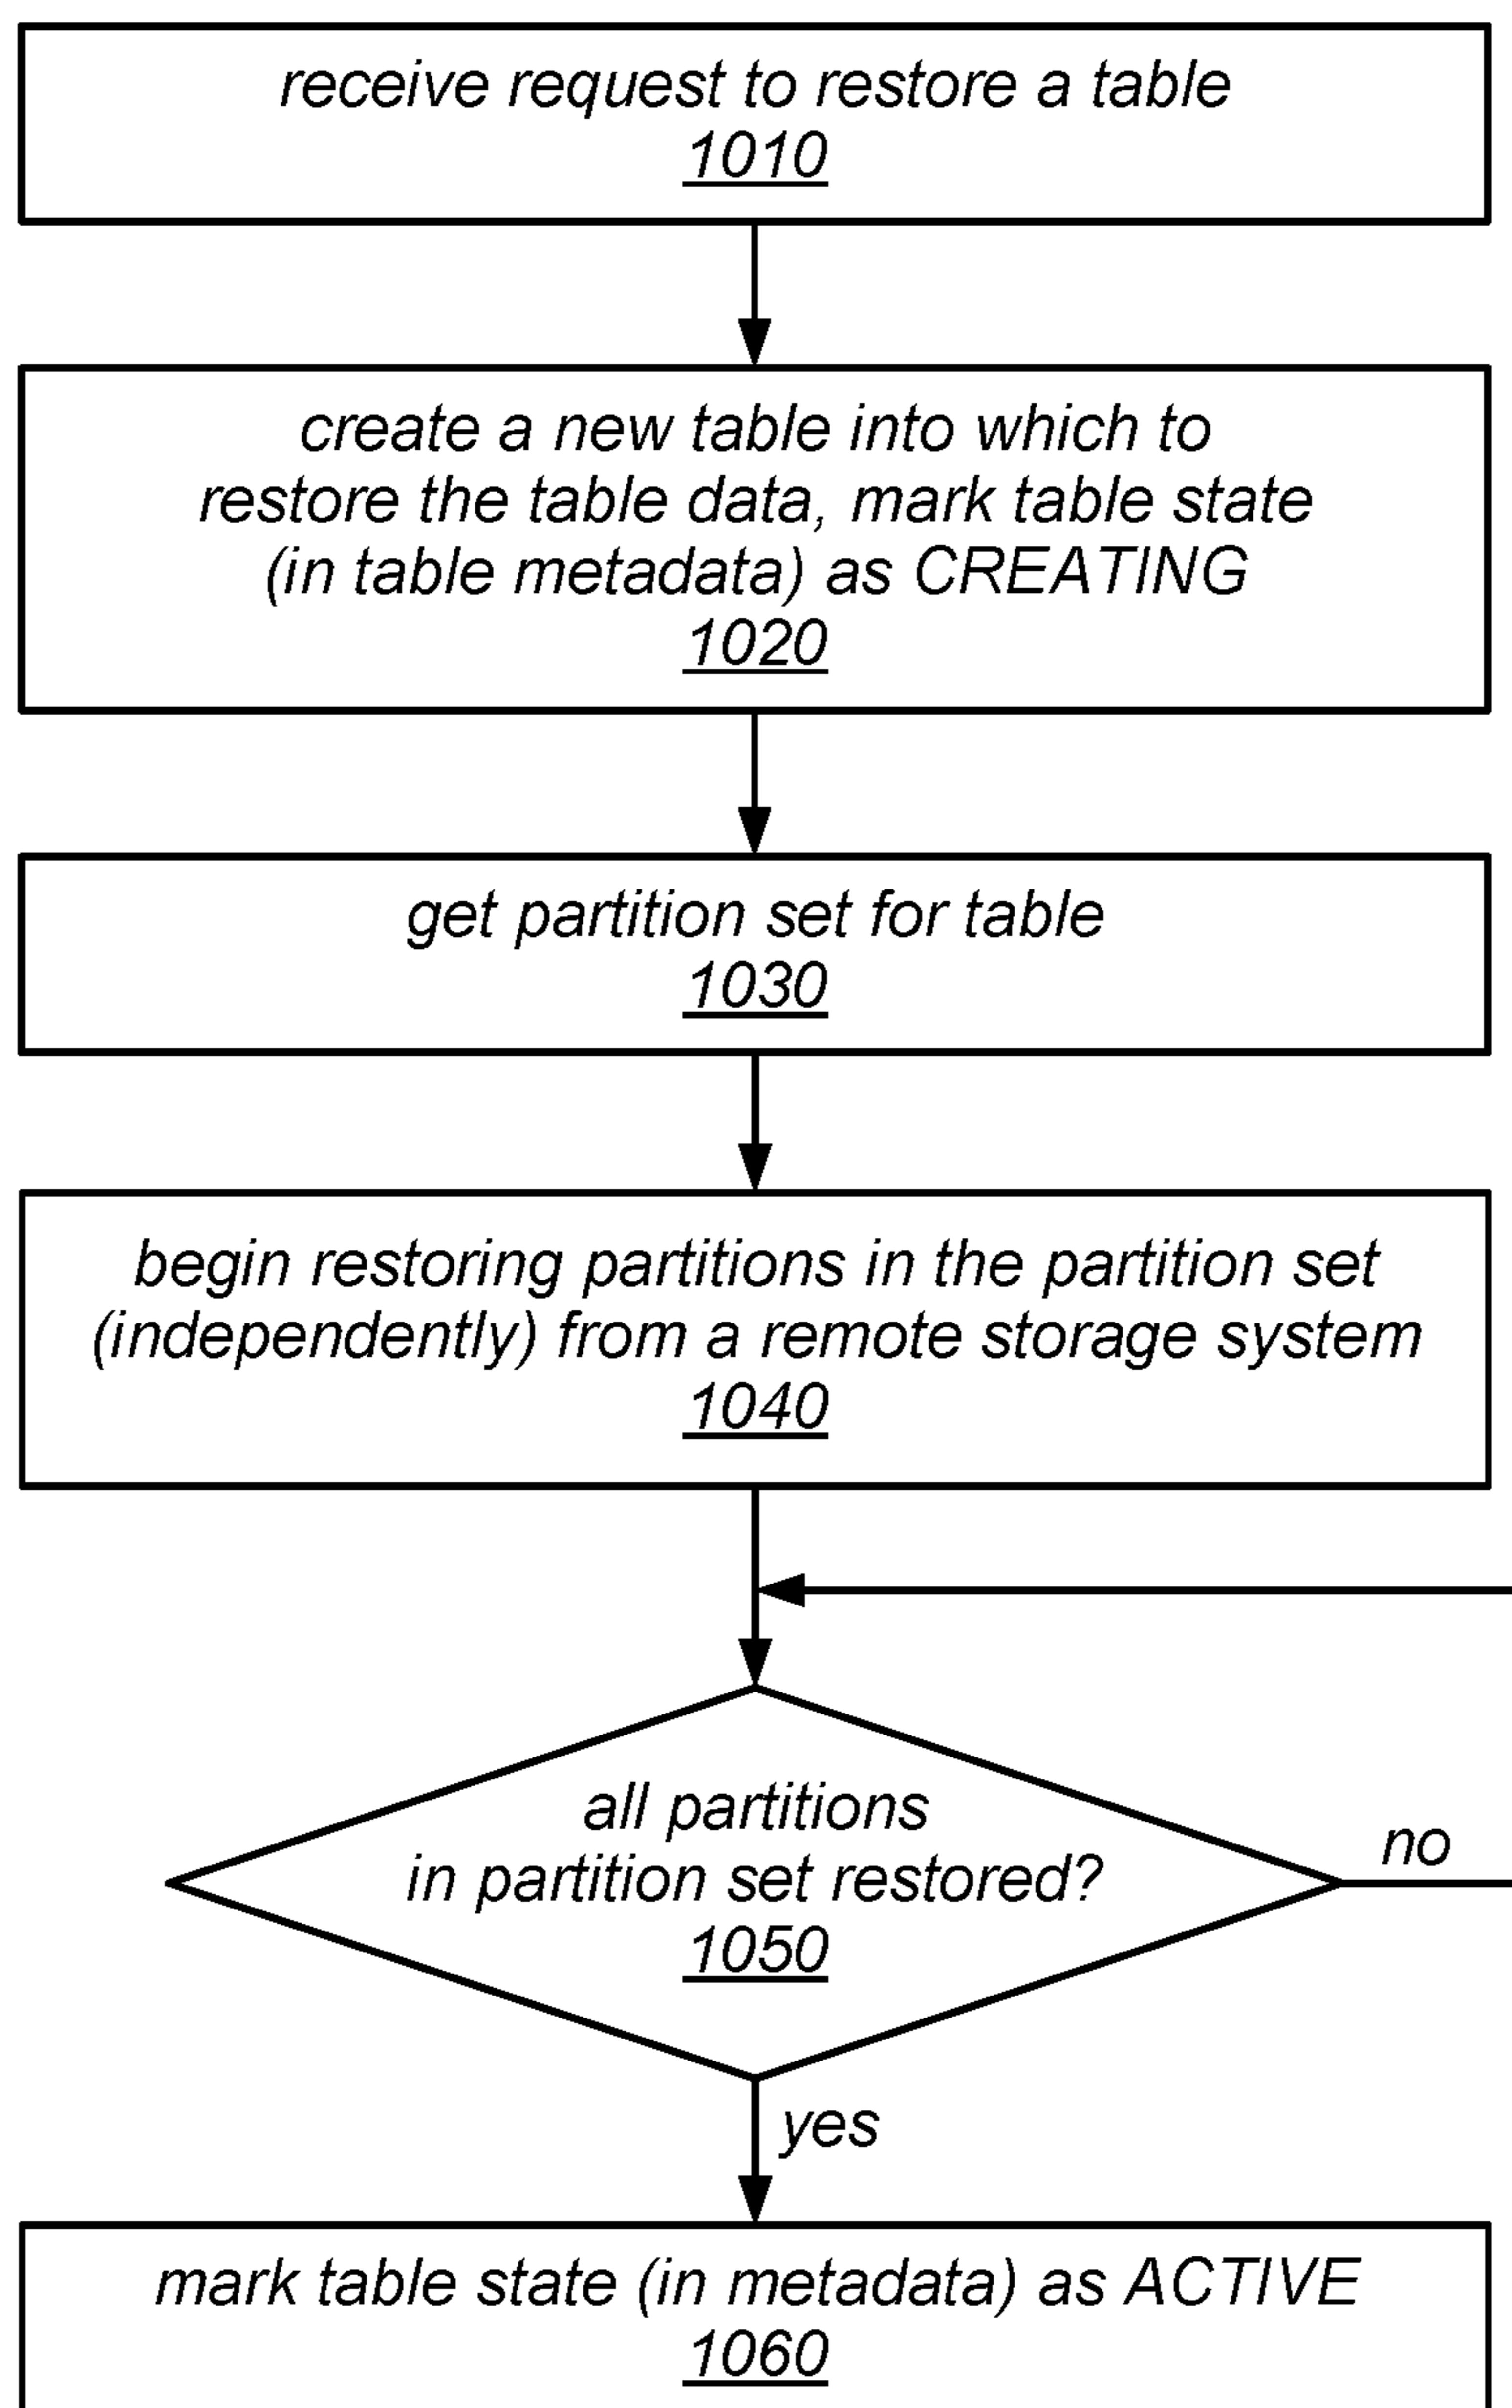 receive request to restore a table
1010
create a new table into which to
restore the table data, mark table state
(in table metadata) as CREATING
1020
get partition set for table
1030
begin restoring partitions in the partition set
(independently) from a remote storage system
1040
all partitions
in partition set restored?
1050
no
yes
mark table state (in metadata) as ACTIVE
1060